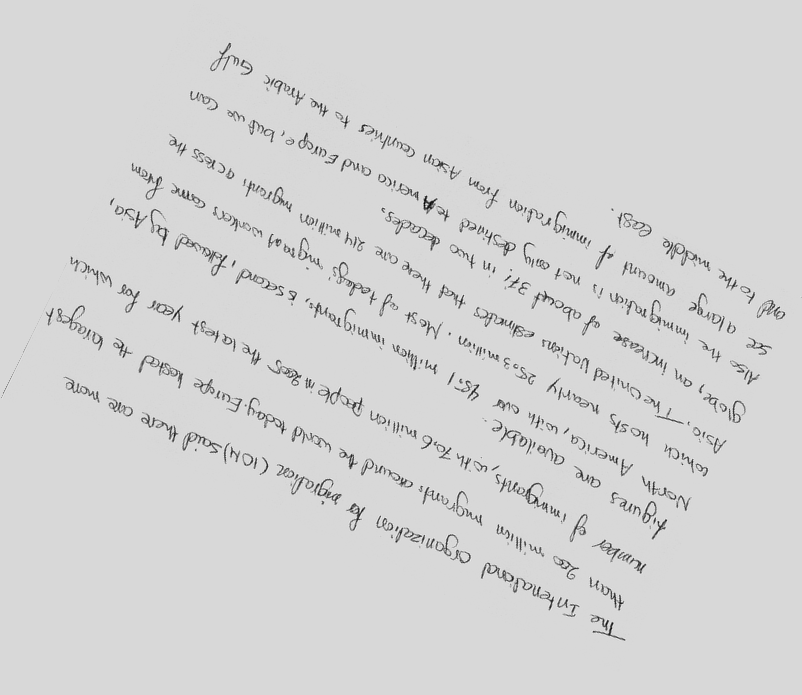 The Intenational organization for migration (IOM) said there are more
than 200 million migrants around the world today. Europe hosted the largest
number of immigrants, with 70.6 million people in 2005 the latest year for which
figures are available.
North America, with over 45.1 million immigrants, is second, followed by Asia,
which hosts nearly 25.3 million. Most of today's migrant workers come from
Asia. The United Nations estimates that there are 214 million migrants across the
globe, an increase of about 37% in two decades.
Also the immigration is not only destined to America and Europe, but we can
see a large amount of immigration from Asian countries to the Arabic Gulf
and to the middle East.